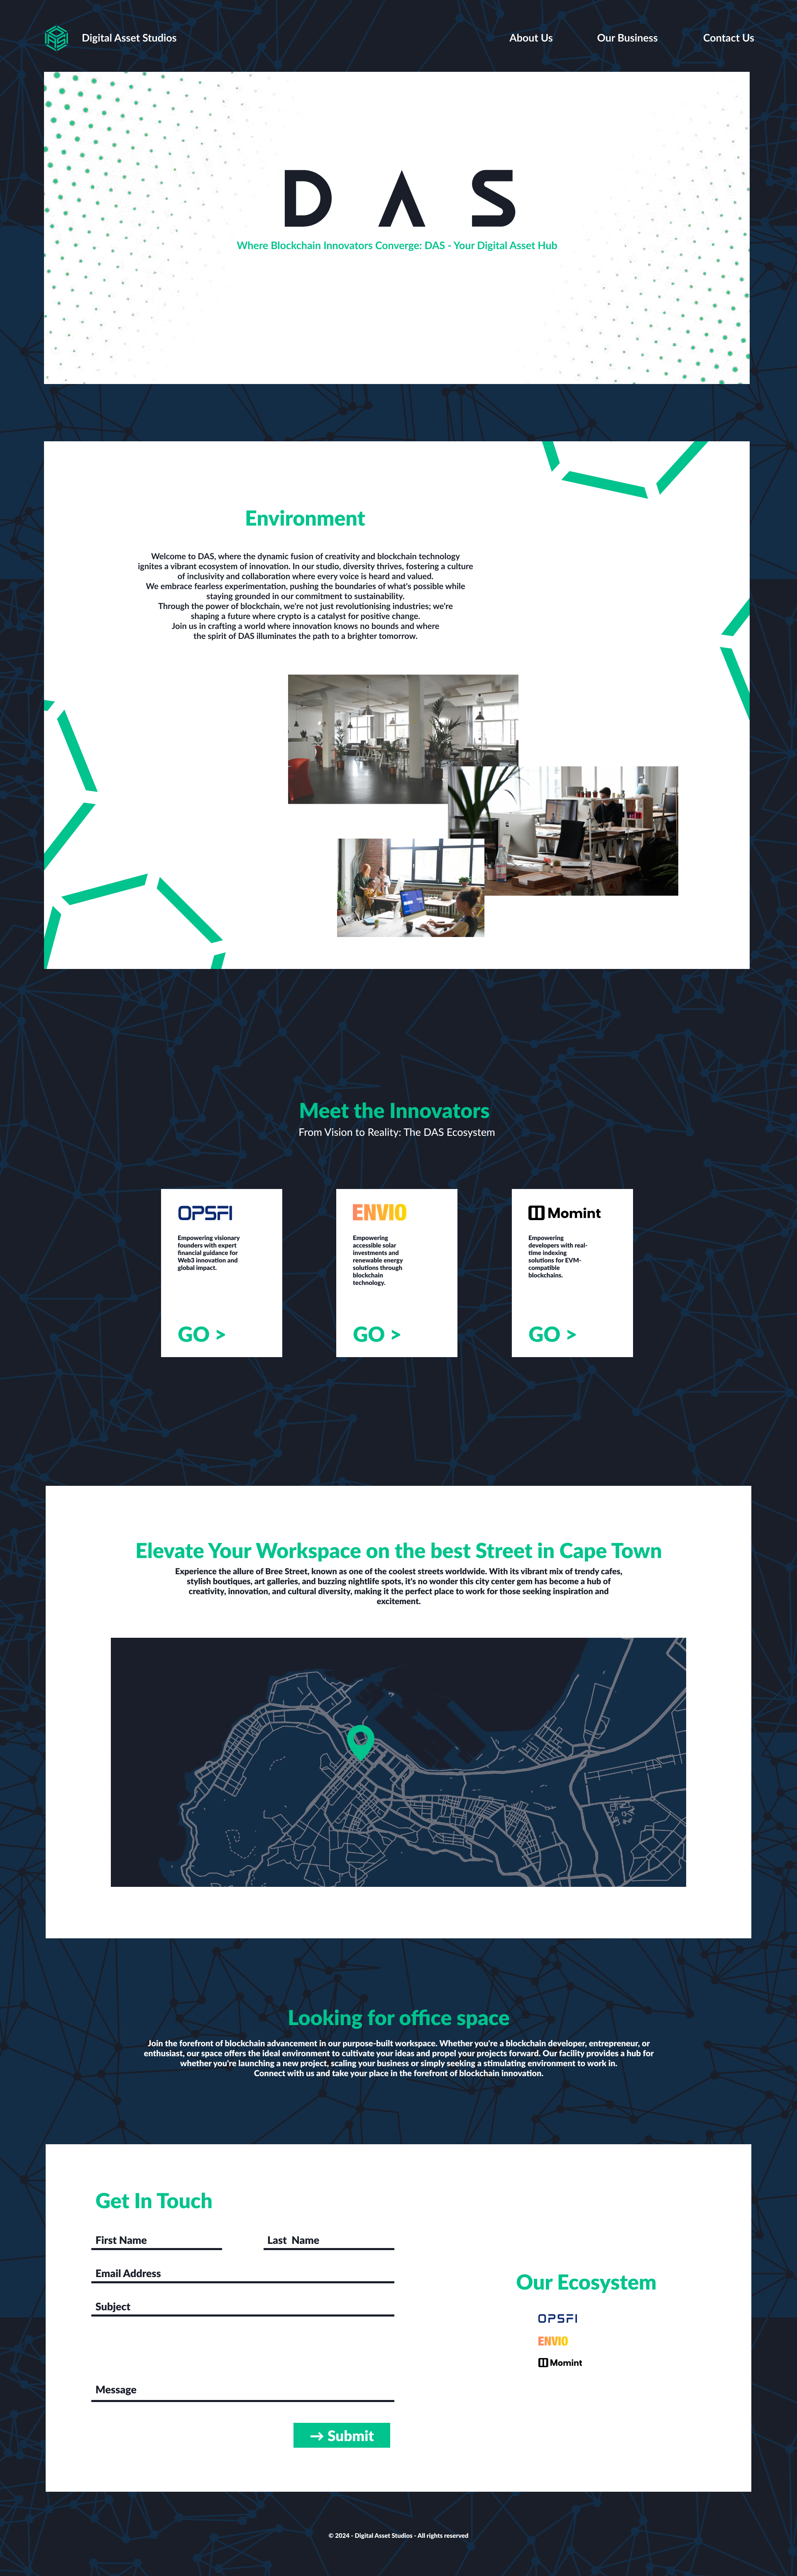 Digital Asset Studios
About Us
Our Business
Contact Us
DAS
Where Blockchain Innovators Converge: DAS - Your Digital Asset Hub
Environment
Welcome to DAS, where the dynamic fusion of creativity and blockchain technology
ignites a vibrant ecosystem of innovation. In our studio, diversity thrives, fostering a culture
of inclusivity and collaboration where every voice is heard and valued.
We embrace fearless experimentation, pushing the boundaries of what's possible while
staying grounded in our commitment to sustainability.
Through the power of blockchain, we're not just revolutionising industries; we're
shaping a future where crypto is a catalyst for positive change.
Join us in crafting a world where innovation knows no bounds and where
the spirit of DAS illuminates the path to a brighter tomorrow.
Meet the Innovators
From Vision to Reality: The DAS Ecosystem
OPSFI
Empowering visionary
founders with expert
financial guidance for
Web3 innovation and
global impact.
GO >
ENVIO
Empowering
accessible solar
investments and
renewable energy
solutions through
blockchain
technology.
GO >
Momint
Empowering
developers with real-
time indexing
solutions for EVM-
compatible
blockchains.
GO >
Elevate Your Workspace on the best Street in Cape Town
Experience the allure of Bree Street, known as one of the coolest streets worldwide. With its vibrant mix of trendy cafes,
stylish boutiques, art galleries, and buzzing nightlife spots, it's no wonder this city center gem has become a hub of
creativity, innovation, and cultural diversity, making it the perfect place to work for those seeking inspiration and
excitement.
Looking for office space
Join the forefront of blockchain advancement in our purpose-built workspace. Whether you're a blockchain developer, entrepreneur, or
enthusiast, our space offers the ideal environment to cultivate your ideas and propel your projects forward. Our facility provides a hub for
whether you're launching a new project, scaling your business or simply seeking a stimulating environment to work in.
Connect with us and take your place in the forefront of blockchain innovation.
Get In Touch
First Name
Last Name
Email Address
Subject
Message
→ Submit
Our Ecosystem
OPSFI
ENVIO
Momint
© 2024 - Digital Asset Studios - All rights reserved